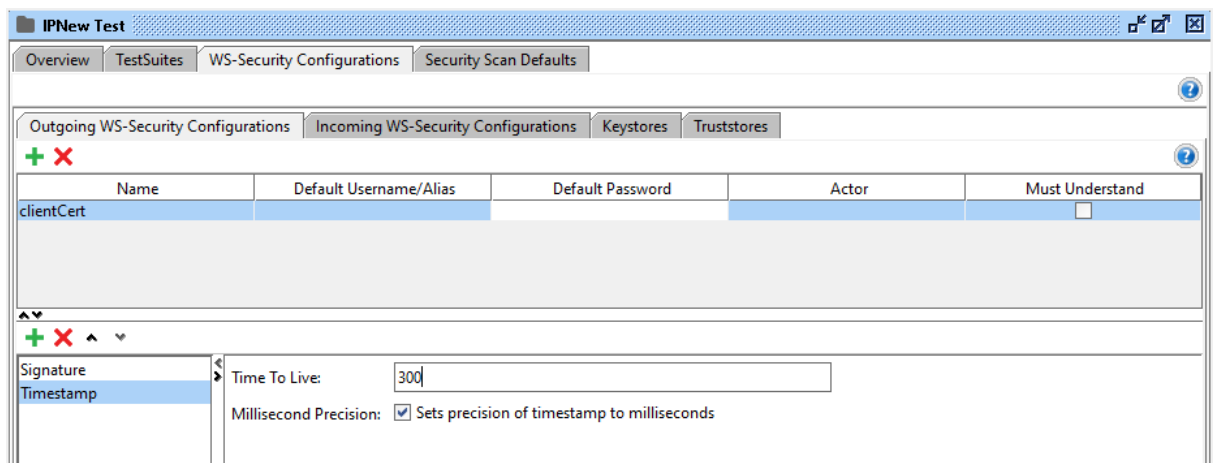 IPNew Test
Overview TestSuites WS-Security Configurations Security Scan Defaults
Outgoing WS-Security Configurations Incoming WS-Security Configurations Keystores Truststores
Name Default Username/Alias Default Password Actor Must Understand
clientCert
Signature
Timestamp
Time To Live: 300
Millisecond Precision: Sets precision of timestamp to milliseconds